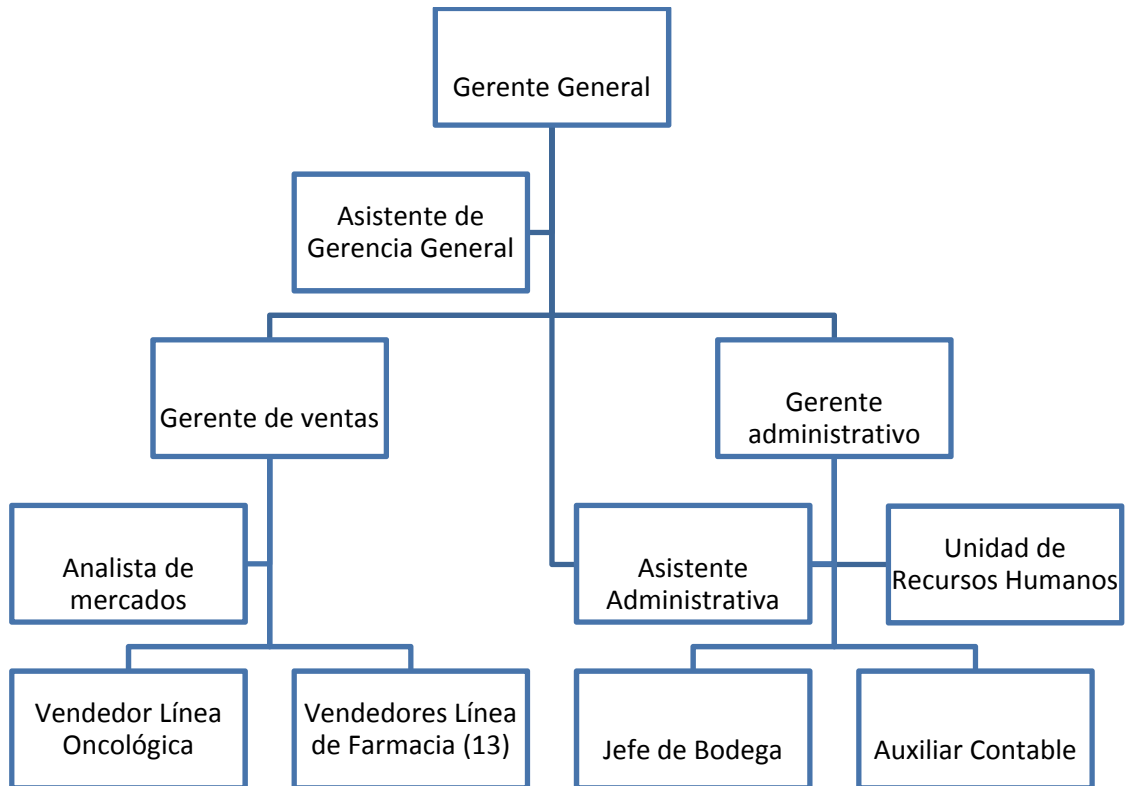 Gerente General
Asistente de
Gerencia General
Gerente de ventas
Gerente
administrativo
Analista de
mercados
Asistente
Administrativa
Unidad de
Recursos Humanos
Vendedor Línea
Oncológica
Vendedores Línea
de Farmacia (13)
Jefe de Bodega
Auxiliar Contable